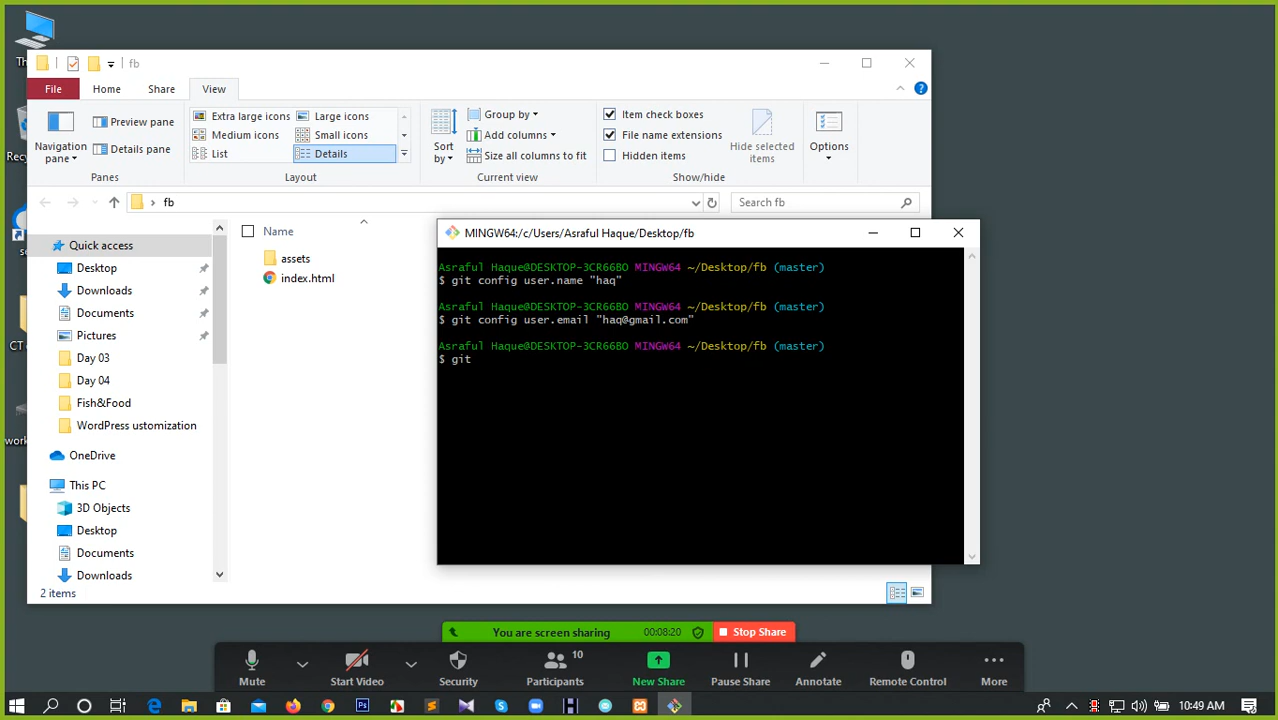 Th
fb
File Home Share View
Preview pane
Details pane
Navigation pane
Panes
Extra large icons Large icons
Medium icons Small icons
List Details
Layout
Sort by
Group by
Add columns
Size all columns to fit
Current view
Item check boxes
File name extensions
Hidden items
Hide selected items
Show/hide
Options
Recy
fb
Search fb
Quick access
Desktop
Downloads
Documents
Pictures
Day 03
Day 04
Fish&Food
WordPress ustomization
OneDrive
This PC
3D Objects
Desktop
Documents
Downloads
2 items
se
CT
work
Name
assets
index.html
MINGW64:/c/Users/Asraful Haque/Desktop/fb
Asraful Haque@DESKTOP-3CR66BO MINGW64 ~/Desktop/fb (master)
$ git config user.name "haq"
Asraful Haque@DESKTOP-3CR66BO MINGW64 ~/Desktop/fb (master)
$ git config user.email "haq@gmail.com"
Asraful Haque@DESKTOP-3CR66BO MINGW64 ~/Desktop/fb (master)
$ git
You are screen sharing 00:08:20 Stop Share
10
Mute Start Video Security Participants New Share Pause Share Annotate Remote Control More
10:49 AM